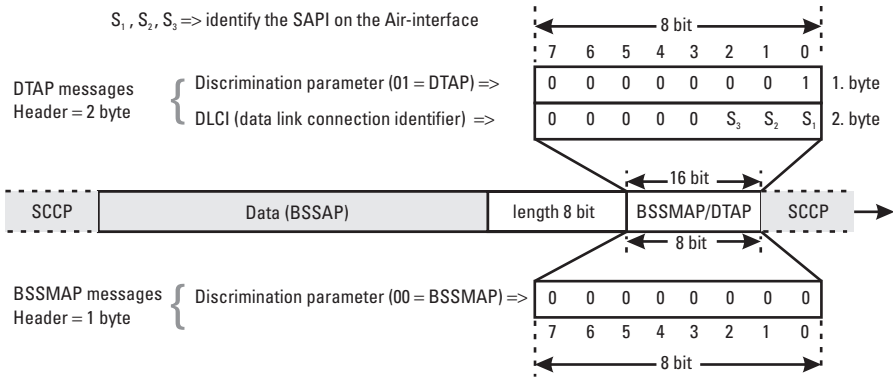 S₁ , S₂, S₃ => identify the SAPI on the Air-interface
8 bit
7 6 5 4 3 2 1 0
DTAP messages
Header = 2 byte
Discrimination parameter (01 = DTAP) =>
0 0 0 0 0 0 0 1
1. byte
DLCI (data link connection identifier) =>
0 0 0 0 0 S₃ S₂ S₁
2. byte
16 bit
SCCP
Data (BSSAP)
length 8 bit
BSSMAP/DTAP
SCCP
8 bit
BSSMAP messages
Header = 1 byte
Discrimination parameter (00 = BSSMAP) =>
0 0 0 0 0 0 0 0
7 6 5 4 3 2 1 0
8 bit